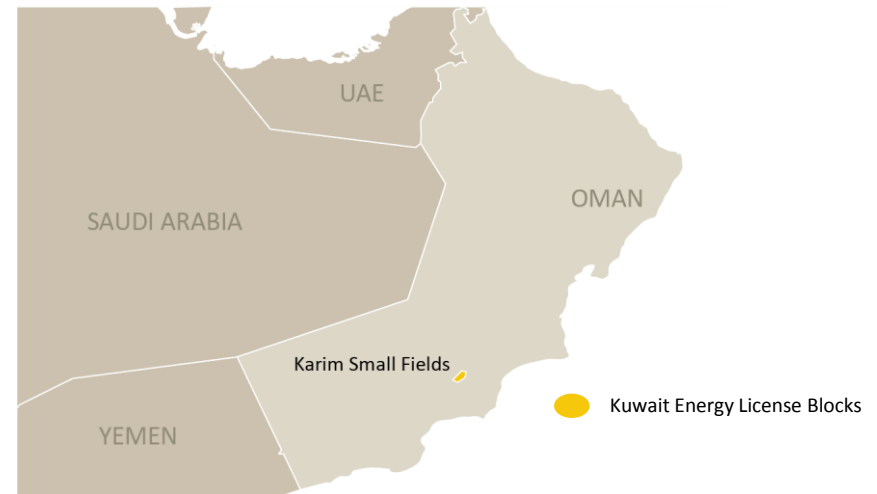 UAE
OMAN
SAUDI ARABIA
Karim Small Fields
Kuwait Energy License Blocks
YEMEN